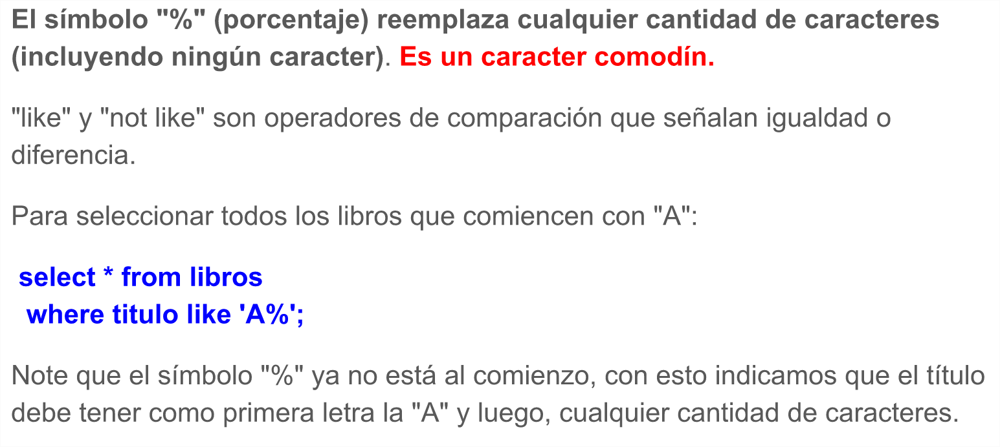 El símbolo "%" (porcentaje) reemplaza cualquier cantidad de caracteres
(incluyendo ningún caracter). Es un caracter comodín.
"like" y "not like" son operadores de comparación que señalan igualdad o
diferencia.
Para seleccionar todos los libros que comiencen con "A":
select * from libros
where titulo like 'A%';
Note que el símbolo "%" ya no está al comienzo, con esto indicamos que el título
debe tener como primera letra la "A" y luego, cualquier cantidad de caracteres.